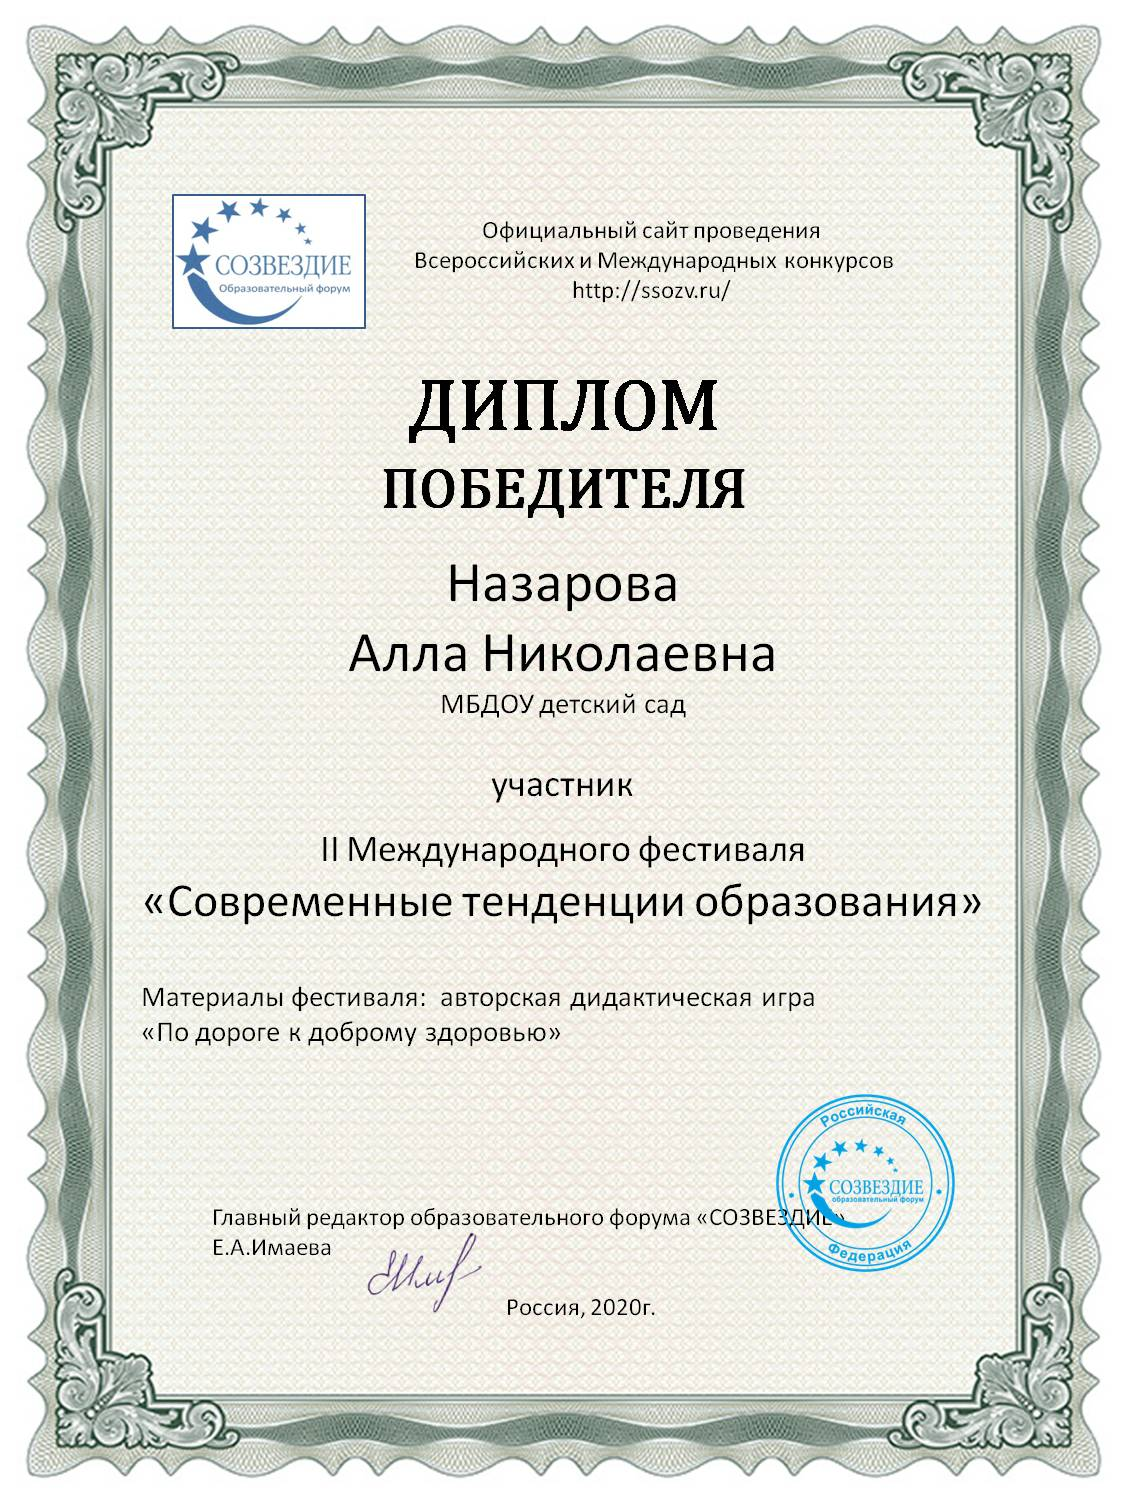 СОЗВЕЗДИЕ
Образовательный форум
Официальный сайт проведения
Всероссийских и Международных конкурсов
http://ssozv.ru/
ДИПЛОМ
ПОБЕДИТЕЛЯ
Назарова
Алла Николаевна
МБДОУ детский сад
участник
II Международного фестиваля
«Современные тенденции образования»
Материалы фестиваля: авторская дидактическая игра
«По дороге к доброму здоровью»
Российская
СОЗВЕЗДИЕ
образовательный форум
Федерация
Главный редактор образовательного форума «СОЗВЕЗДИЕ»
Е.А.Имаева
Россия, 2020г.